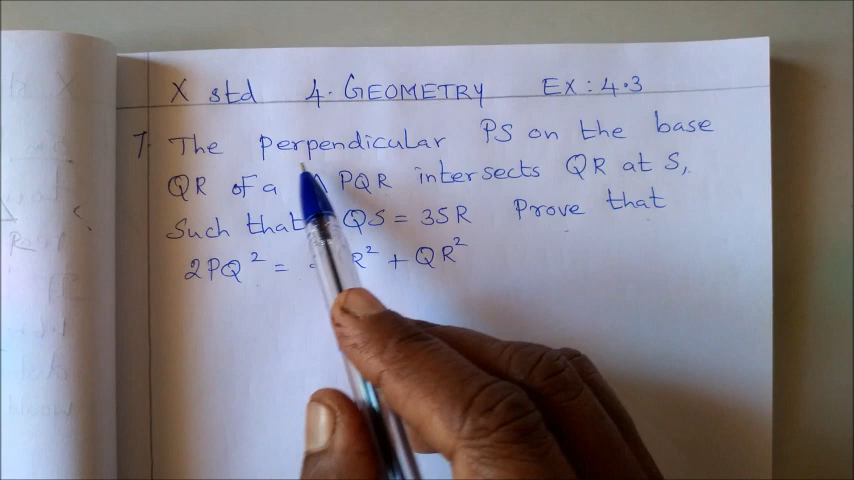 X std 4. GEOMETRY EX: 4.3
7. The perpendicular PS on the base
QR of a PQR intersects QR at S,
Such that QS = 3SR Prove that
2PQ² = R² + QR²